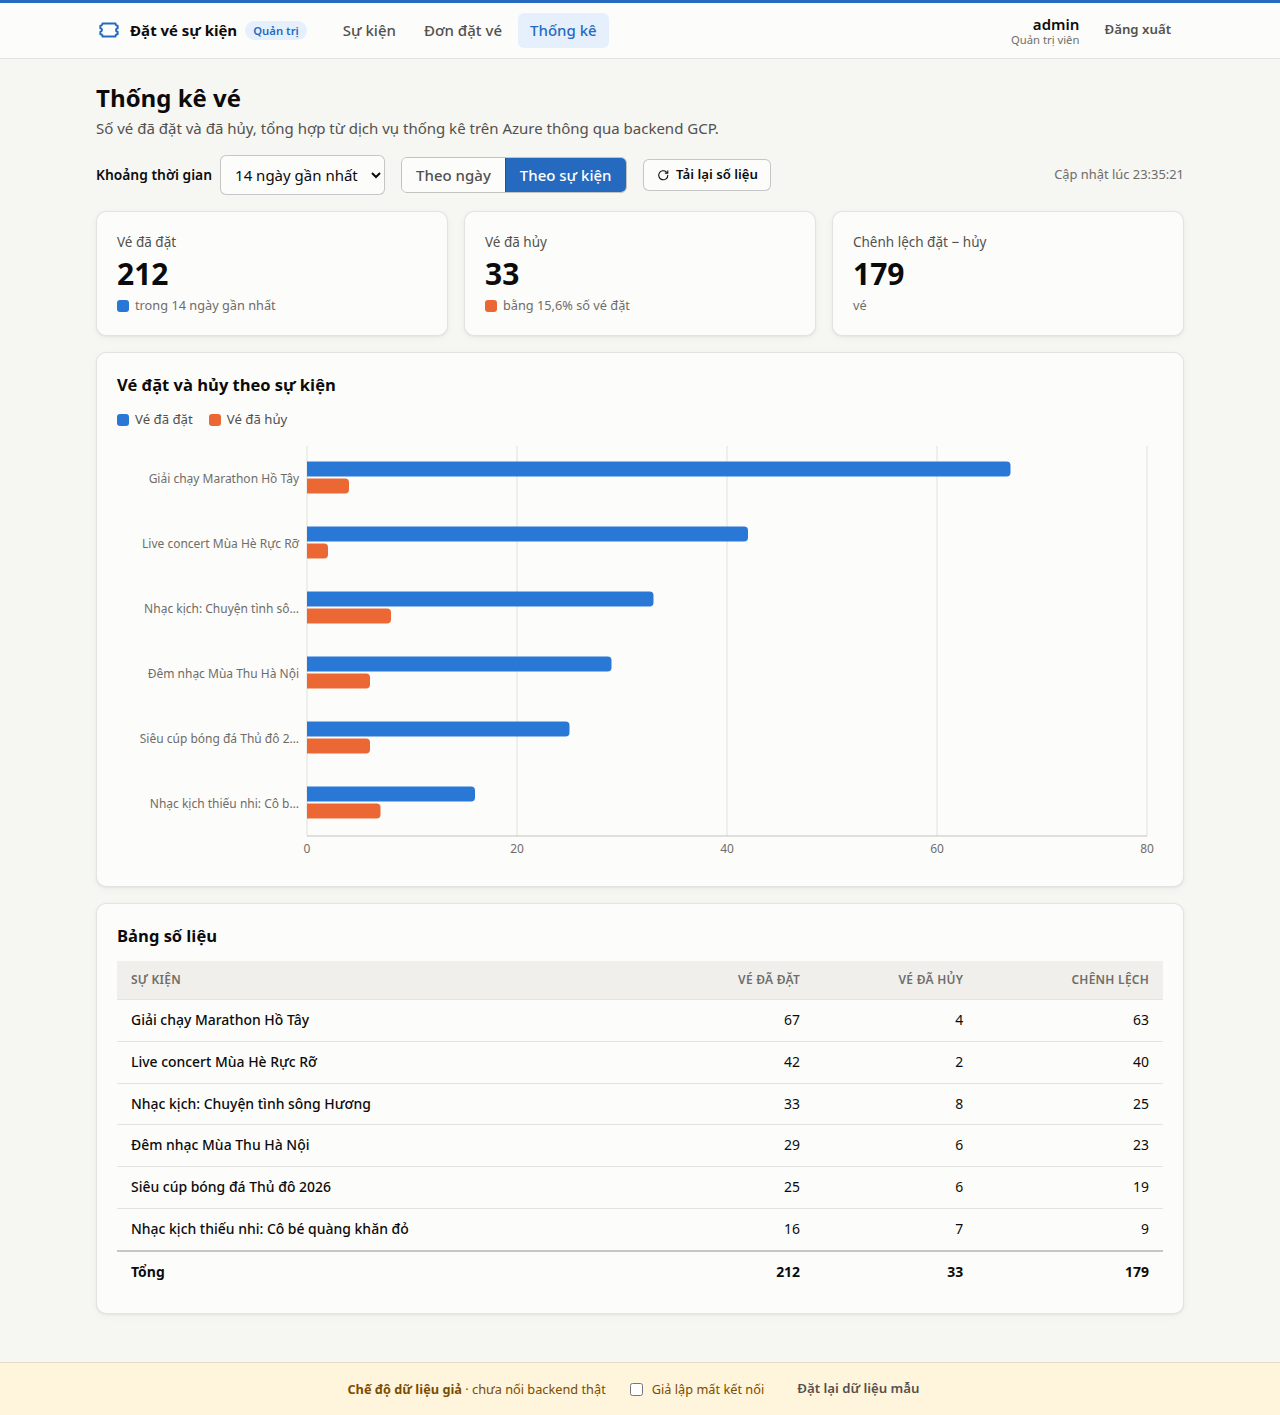 Đặt vé sự kiện Quản trị Sự kiện Đơn đặt vé Thống kê admin Đăng xuất
Quản trị viên
Thống kê vé
Số vé đã đặt và đã hủy, tổng hợp từ dịch vụ thống kê trên Azure thông qua backend GCP.
Khoảng thời gian 14 ngày gần nhất Theo ngày Theo sự kiện Tải lại số liệu Cập nhật lúc 23:35:21
Vé đã đặt
212
trong 14 ngày gần nhất
Vé đã hủy
33
bằng 15,6% số vé đặt
Chênh lệch đặt − hủy
179
vé
Vé đặt và hủy theo sự kiện
Vé đã đặt Vé đã hủy
Giải chạy Marathon Hồ Tây
Live concert Mùa Hè Rực Rỡ
Nhạc kịch: Chuyện tình sô...
Đêm nhạc Mùa Thu Hà Nội
Siêu cúp bóng đá Thủ đô 2...
Nhạc kịch thiếu nhi: Cô b...
0 20 40 60 80
Bảng số liệu
SỰ KIỆN VÉ ĐÃ ĐẶT VÉ ĐÃ HỦY CHÊNH LỆCH
Giải chạy Marathon Hồ Tây 67 4 63
Live concert Mùa Hè Rực Rỡ 42 2 40
Nhạc kịch: Chuyện tình sông Hương 33 8 25
Đêm nhạc Mùa Thu Hà Nội 29 6 23
Siêu cúp bóng đá Thủ đô 2026 25 6 19
Nhạc kịch thiếu nhi: Cô bé quàng khăn đỏ 16 7 9
Tổng 212 33 179
Chế độ dữ liệu giả · chưa nối backend thật Giả lập mất kết nối Đặt lại dữ liệu mẫu